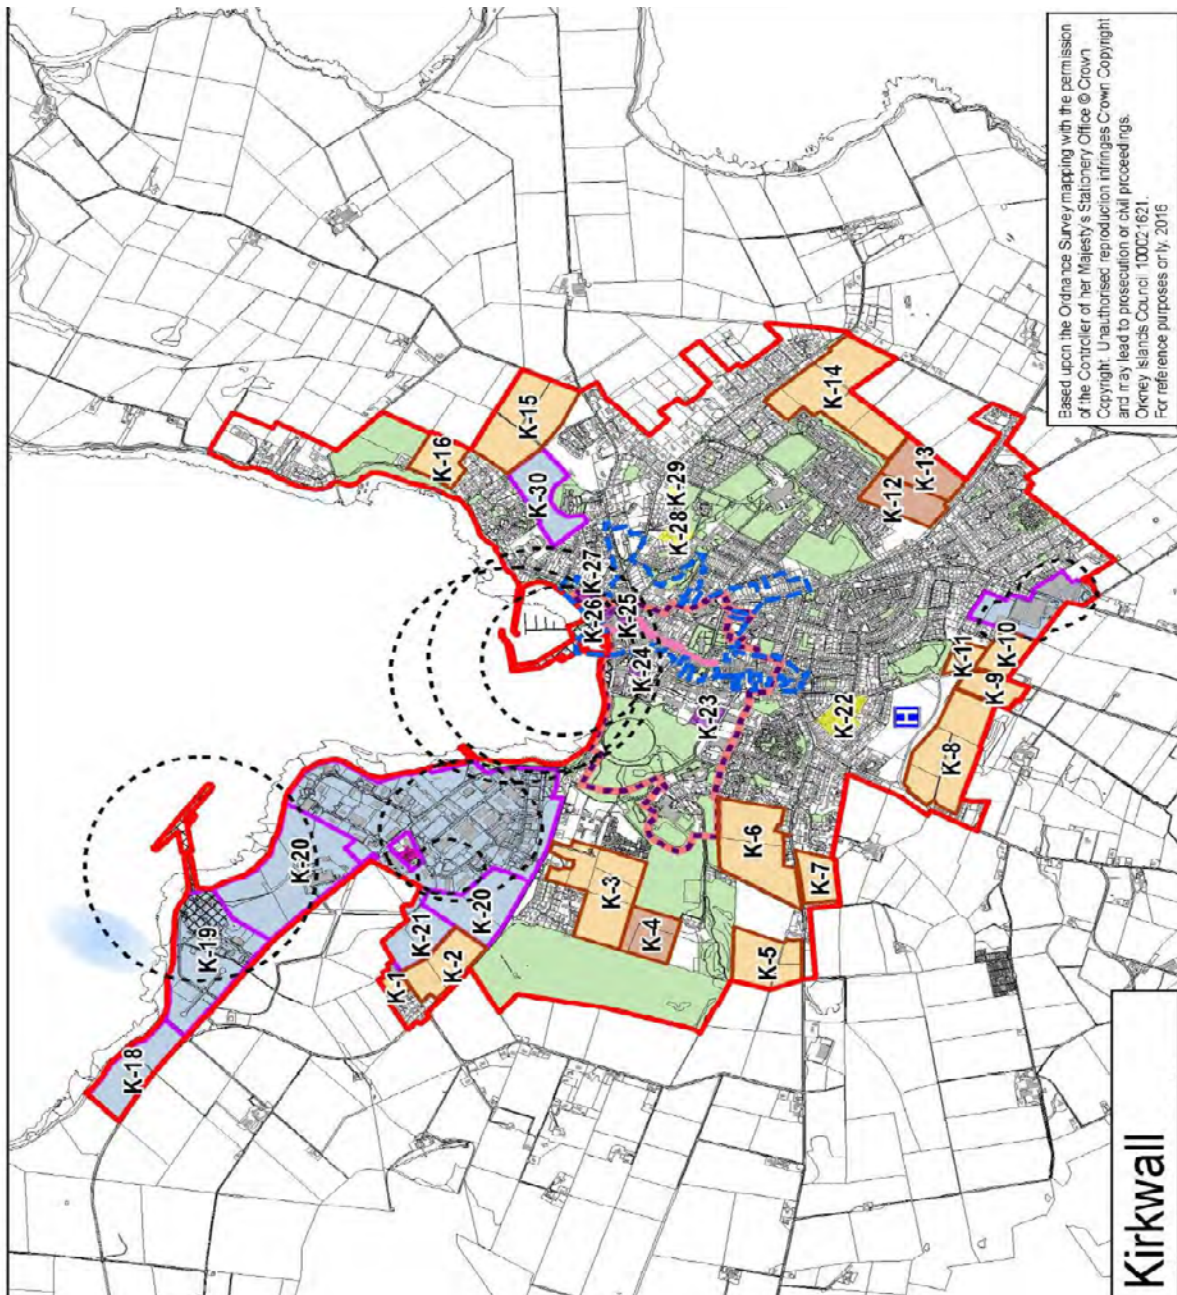 Kirkwall
K-18
K-19
K-20
K-1
K-21
K-2
K-20
K-3
K-4
K-5
K-6
K-7
K-8
K-9
K-10
K-11
H
K-22
K-23
K-24
K-25
K-26
K-27
K-28
K-29
K-30
K-16
K-15
K-14
K-13
K-12
Based upon the Ordnance Survey mapping with the permission
of the Controller of her Majesty's Stationery Office © Crown
Copyright. Unauthorised reproduction infringes Crown Copyright
and may lead to prosecution or civil proceedings.
Orkney Islands Council 100021621.
For reference purposes only. 2016